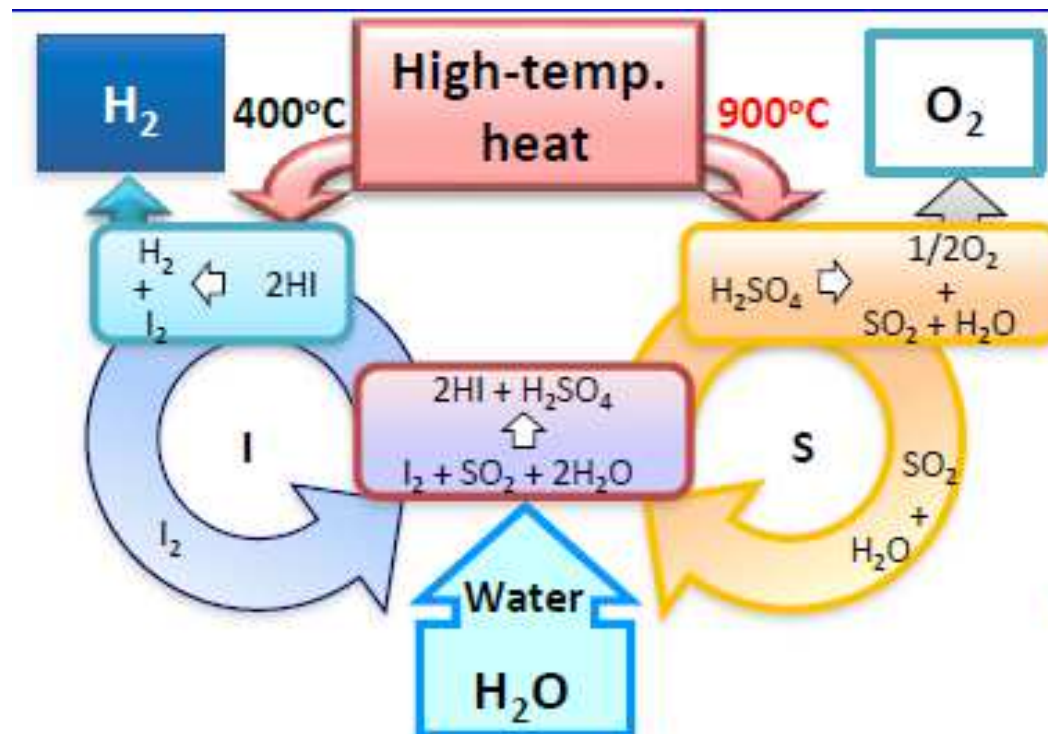 H₂
400°C
High-temp.
heat
900°C
O₂
H₂
+
I₂
2HI
H₂SO₄
1/2O₂
+
SO₂ + H₂O
2HI + H₂SO₄
I₂ + SO₂ + 2H₂O
I
S
I₂
SO₂
+
H₂O
Water
H₂O